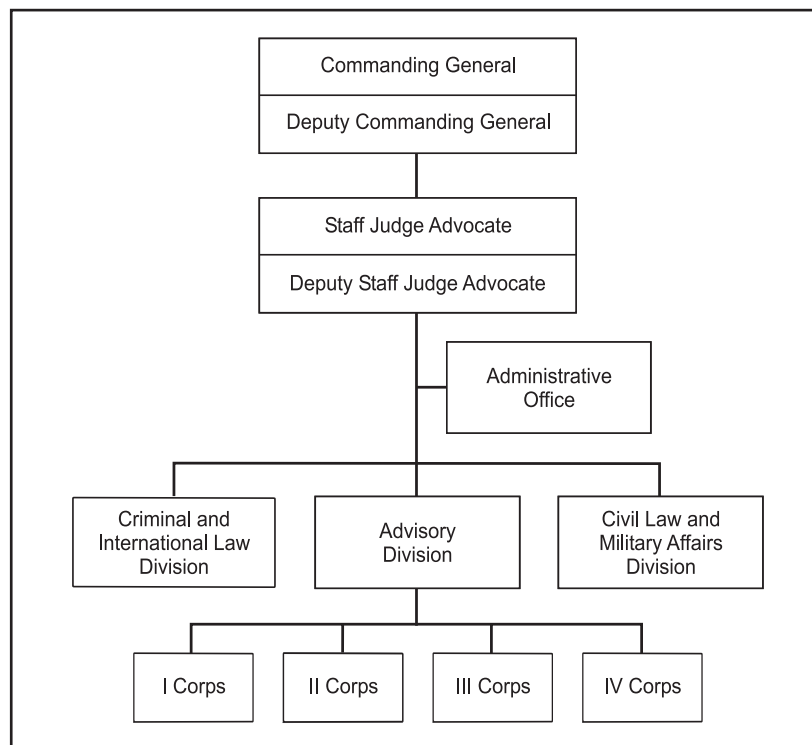 Commanding General
Deputy Commanding General
Staff Judge Advocate
Deputy Staff Judge Advocate
Administrative
Office
Criminal and
International Law
Division
Advisory
Division
Civil Law and
Military Affairs
Division
I Corps
II Corps
III Corps
IV Corps